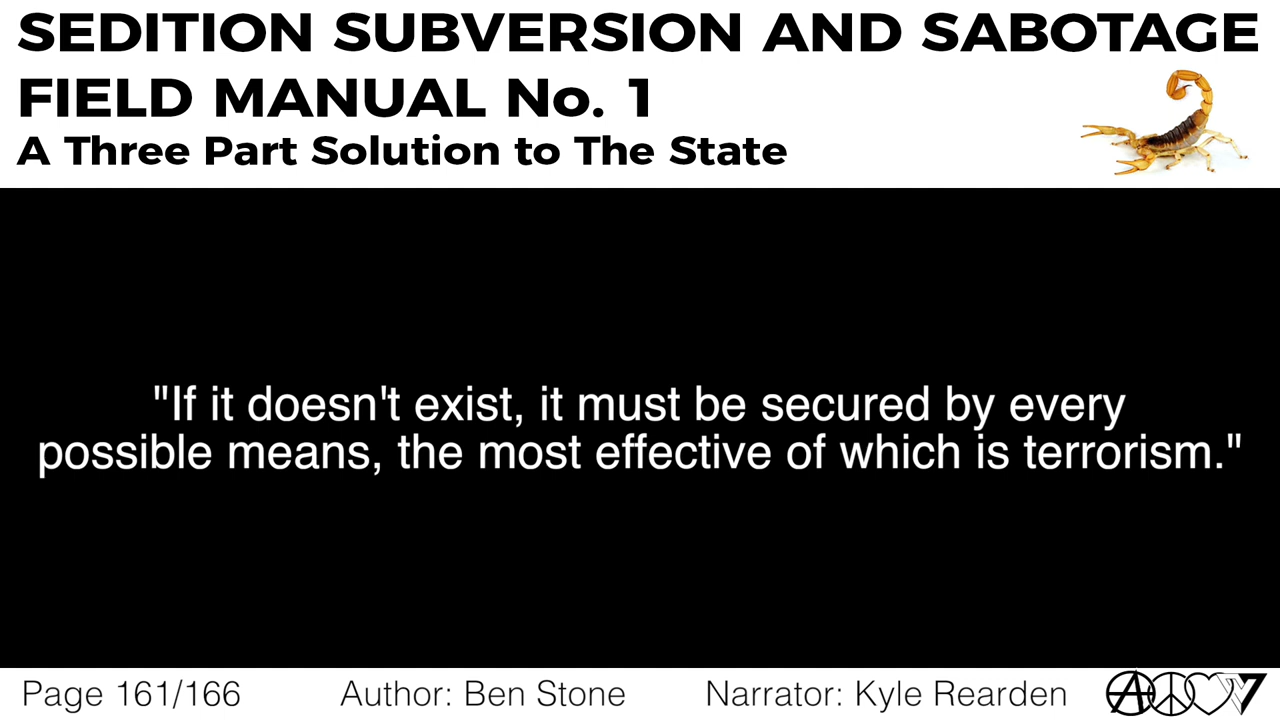 SEDITION SUBVERSION AND SABOTAGE
FIELD MANUAL No. 1
A Three Part Solution to The State
"If it doesn't exist, it must be secured by every
possible means, the most effective of which is terrorism."
Page 161/166 Author: Ben Stone Narrator: Kyle Rearden